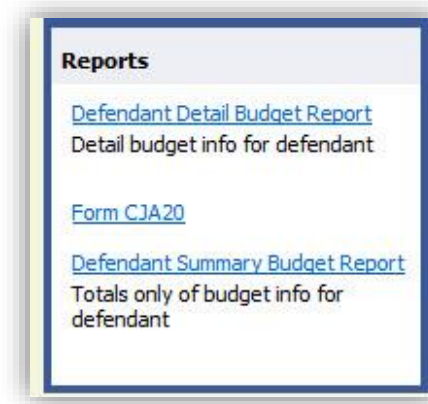 Reports
Defendant Detail Budget Report
Detail budget info for defendant
Form CJA20
Defendant Summary Budget Report
Totals only of budget info for
defendant